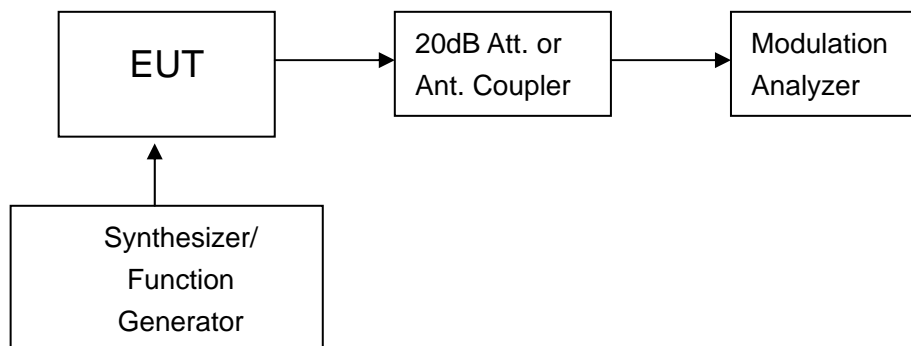 EUT
20dB Att. or
Ant. Coupler
Modulation
Analyzer
Synthesizer/
Function
Generator